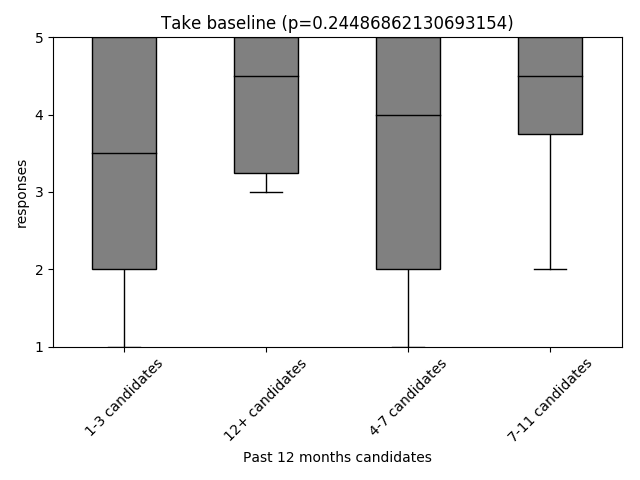 Take baseline (p=0.24486862130693154)
responses
5
4
3
2
1
1-3 candidates
12+ candidates
4-7 candidates
7-11 candidates
Past 12 months candidates